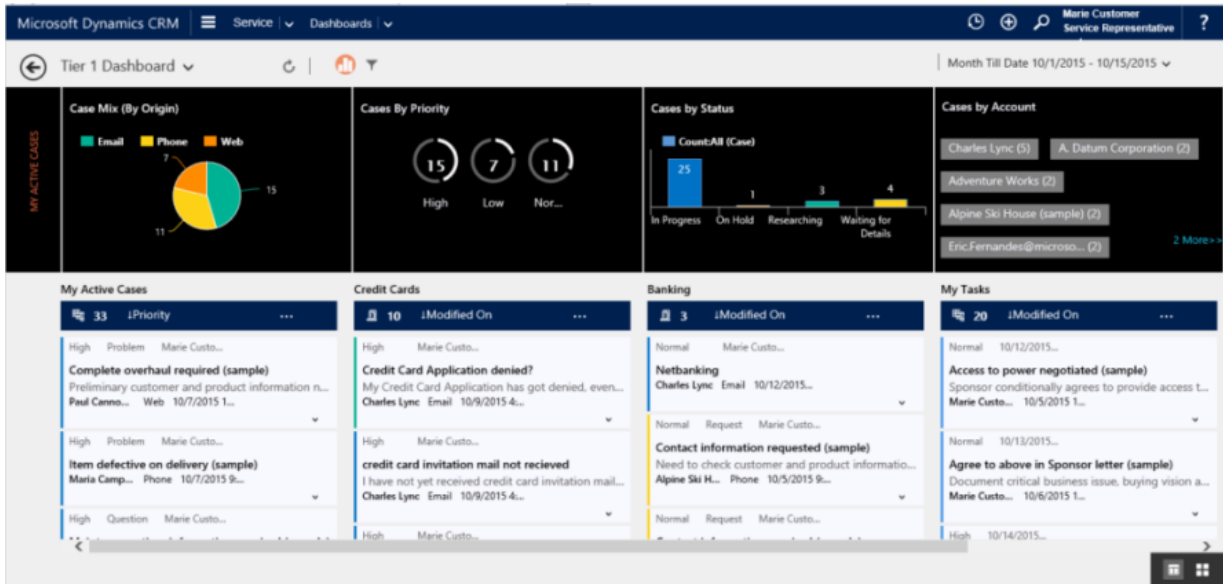 Microsoft Dynamics CRM Service Dashboards Marie Customer Service Representative ?
Tier 1 Dashboard Month Till Date 10/1/2015 - 10/15/2015
MY ACTIVE CASES
Case Mix (By Origin)
Email Phone Web
7
15
11
Cases By Priority
15 7 11
High Low Nor...
Cases by Status
Count:All (Case)
25 1 3 4
In Progress On Hold Researching Waiting for Details
Cases by Account
Charles Lync (5) A. Datum Corporation (2)
Adventure Works (2)
Alpine Ski House (sample) (2)
Eric.Fernandes@microso... (2)
2 More>>
My Active Cases
33 ↓Priority ...
High Problem Marie Custo...
Complete overhaul required (sample)
Preliminary customer and product information n...
Paul Canno... Web 10/7/2015 1...
High Problem Marie Custo...
Item defective on delivery (sample)
Maria Camp... Phone 10/7/2015 9:...
High Question Marie Custo...
Credit Cards
10 ↓Modified On ...
High Marie Custo...
Credit Card Application denied?
My Credit Card Application has got denied, even...
Charles Lync Email 10/9/2015 4:...
High Marie Custo...
credit card invitation mail not recieved
I have not yet received credit card invitation mail...
Charles Lync Email 10/9/2015 4:...
High Marie Custo...
Banking
3 ↓Modified On ...
Normal Marie Custo...
Netbanking
Charles Lync Email 10/12/2015...
Normal Request Marie Custo...
Contact information requested (sample)
Need to check customer and product informatio...
Alpine Ski H... Phone 10/5/2015 9:...
Normal Request Marie Custo...
My Tasks
20 ↓Modified On ...
Normal 10/12/2015...
Access to power negotiated (sample)
Sponsor conditionally agrees to provide access t...
Marie Custo... 10/5/2015 1...
Normal 10/13/2015...
Agree to above in Sponsor letter (sample)
Document critical business issue, buying vision a...
Marie Custo... 10/6/2015 1...
High 10/14/2015...